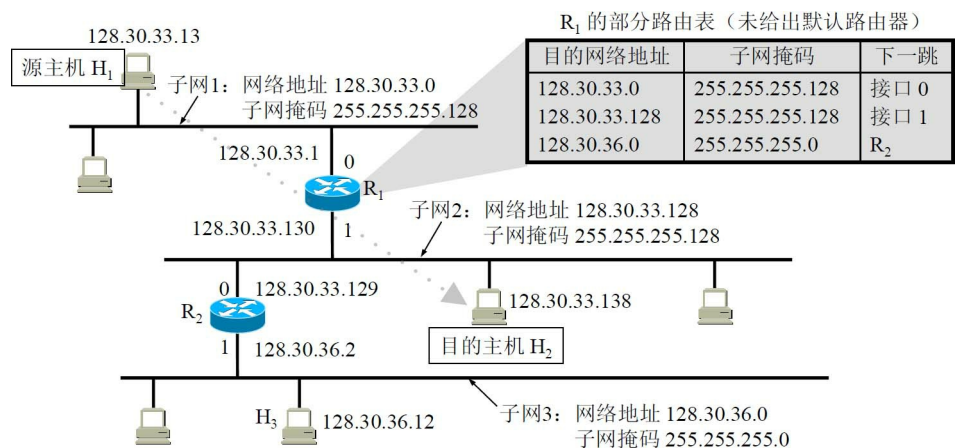 R₁ 的部分路由表（未给出默认路由器）
目的网络地址 子网掩码 下一跳
128.30.33.0 255.255.255.128 接口 0
128.30.33.128 255.255.255.128 接口 1
128.30.36.0 255.255.255.0 R₂
128.30.33.13
源主机 H₁
子网1：网络地址 128.30.33.0
子网掩码 255.255.255.128
128.30.33.1
0
R₁
128.30.33.130
1
子网2：网络地址 128.30.33.128
子网掩码 255.255.255.128
0
128.30.33.129
R₂
128.30.33.138
目的主机 H₂
1
128.30.36.2
H₃
128.30.36.12
子网3：网络地址 128.30.36.0
子网掩码 255.255.255.0